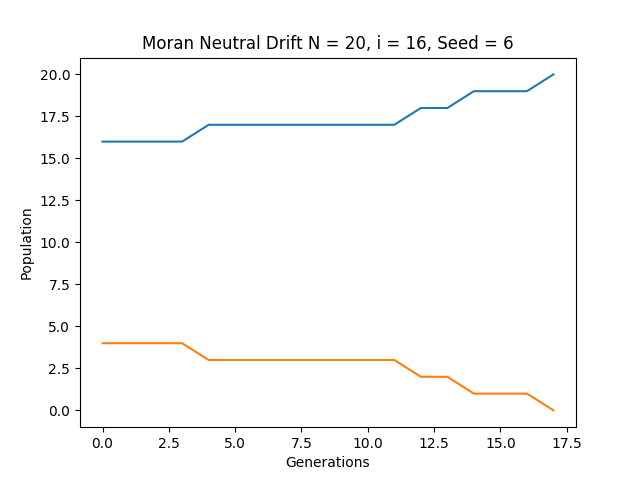 Moran Neutral Drift N = 20, i = 16, Seed = 6
20.0
17.5
15.0
12.5
10.0
7.5
5.0
2.5
0.0
Population
0.0 2.5 5.0 7.5 10.0 12.5 15.0 17.5
Generations